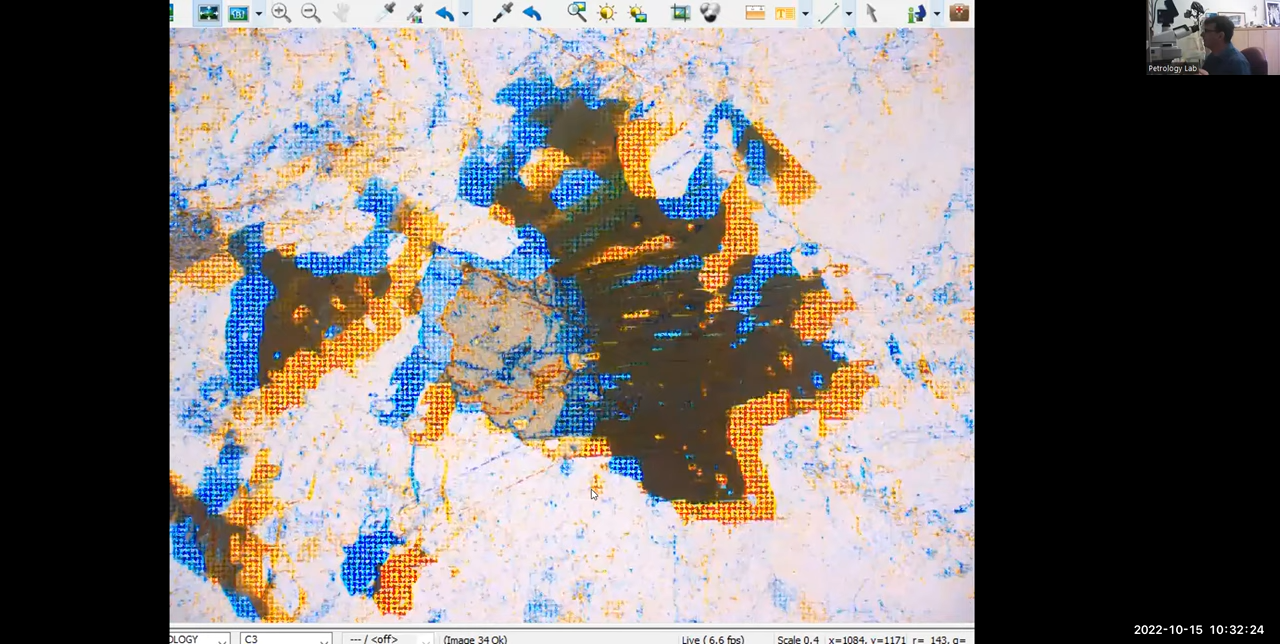 Petrology Lab
2022-10-15 10:32:24
OLOGY
C3
--- / <off>
(Image 34 Ok)
Live ( 6.6 fps)
Scale 0.4
x=1084, y=1171
r= 143, g=